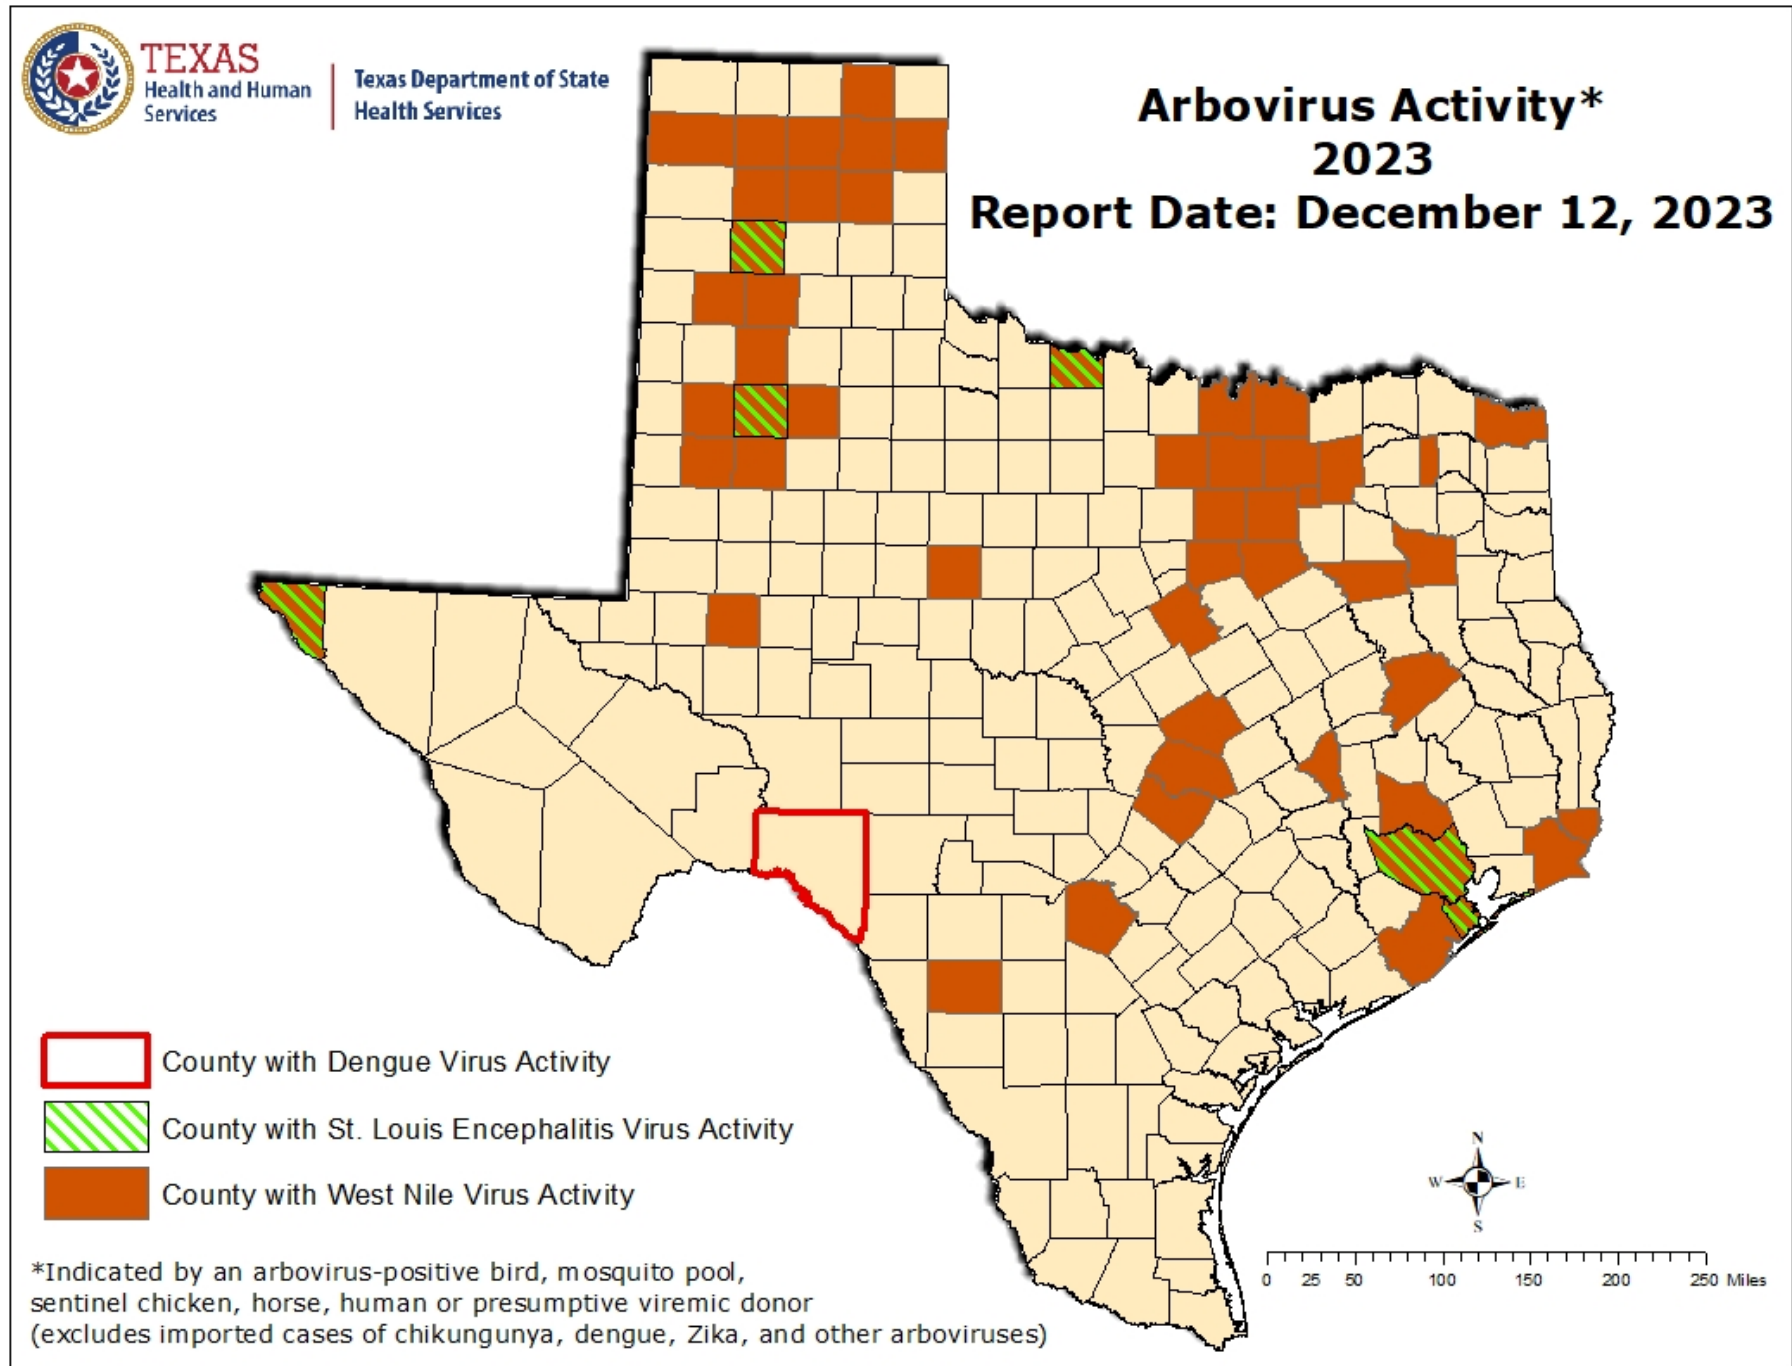 TEXAS
Health and Human
Services
Texas Department of State
Health Services
Arbovirus Activity*
2023
Report Date: December 12, 2023
County with Dengue Virus Activity
County with St. Louis Encephalitis Virus Activity
County with West Nile Virus Activity
*Indicated by an arbovirus-positive bird, mosquito pool,
sentinel chicken, horse, human or presumptive viremic donor
(excludes imported cases of chikungunya, dengue, Zika, and other arboviruses)
N
W E
S
0 25 50 100 150 200 250 Miles